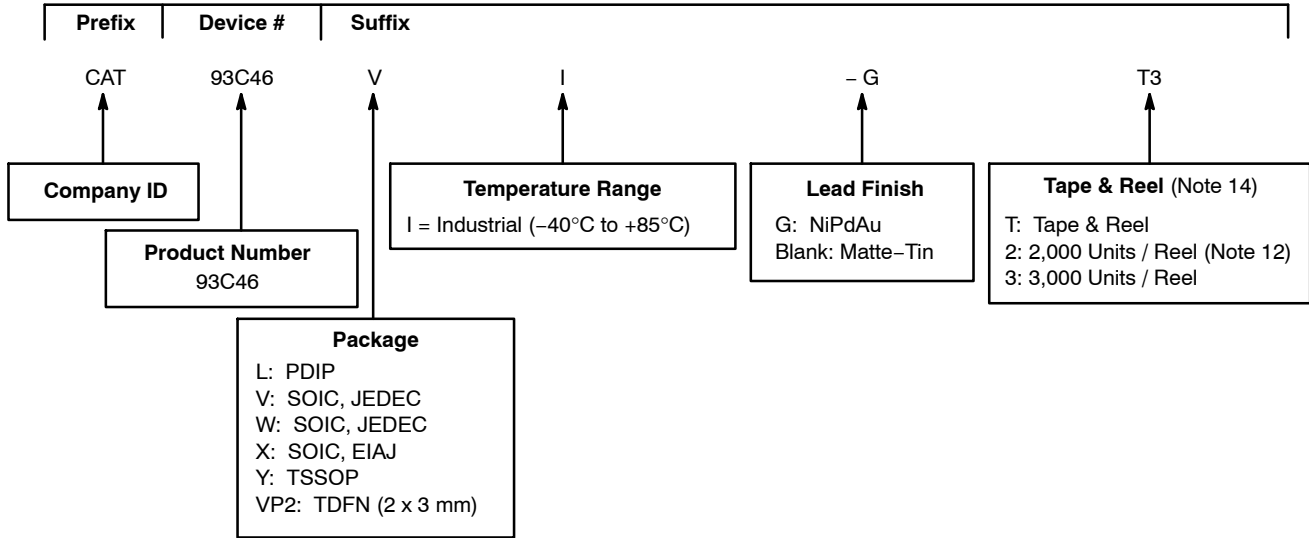 Prefix Device # Suffix
CAT 93C46 V I – G T3
Company ID
Product Number
93C46
Package
L: PDIP
V: SOIC, JEDEC
W: SOIC, JEDEC
X: SOIC, EIAJ
Y: TSSOP
VP2: TDFN (2 x 3 mm)
Temperature Range
I = Industrial (−40°C to +85°C)
Lead Finish
G: NiPdAu
Blank: Matte−Tin
Tape & Reel (Note 14)
T: Tape & Reel
2: 2,000 Units / Reel (Note 12)
3: 3,000 Units / Reel